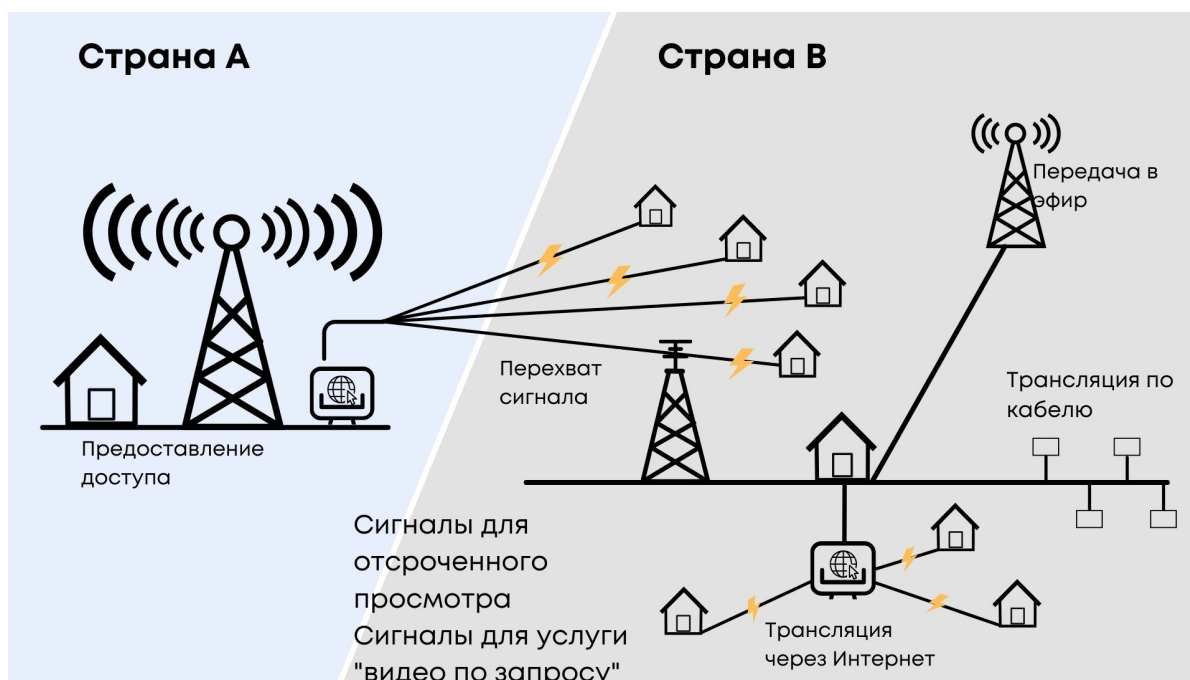 Страна А
Страна В
Передача в
эфир
Перехват
сигнала
Трансляция по
кабелю
Предоставление
доступа
Сигналы для
отсроченного
просмотра
Сигналы для услуги
"видео по запросу"
Трансляция
через Интернет